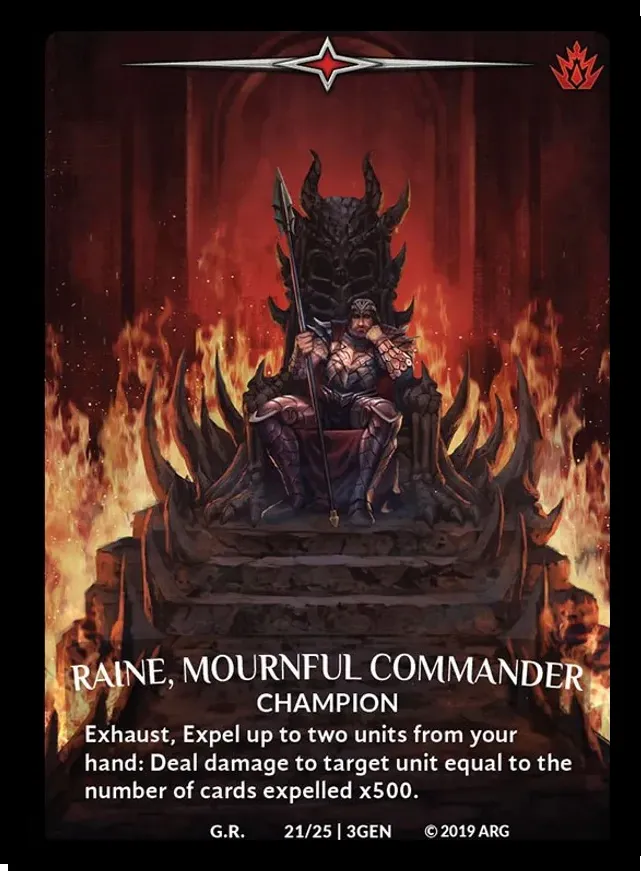 RAINE, MOURNFUL COMMANDER
CHAMPION
Exhaust, Expel up to two units from your
hand: Deal damage to target unit equal to the
number of cards expelled x500.
G.R. 21/25 | 3GEN © 2019 ARG